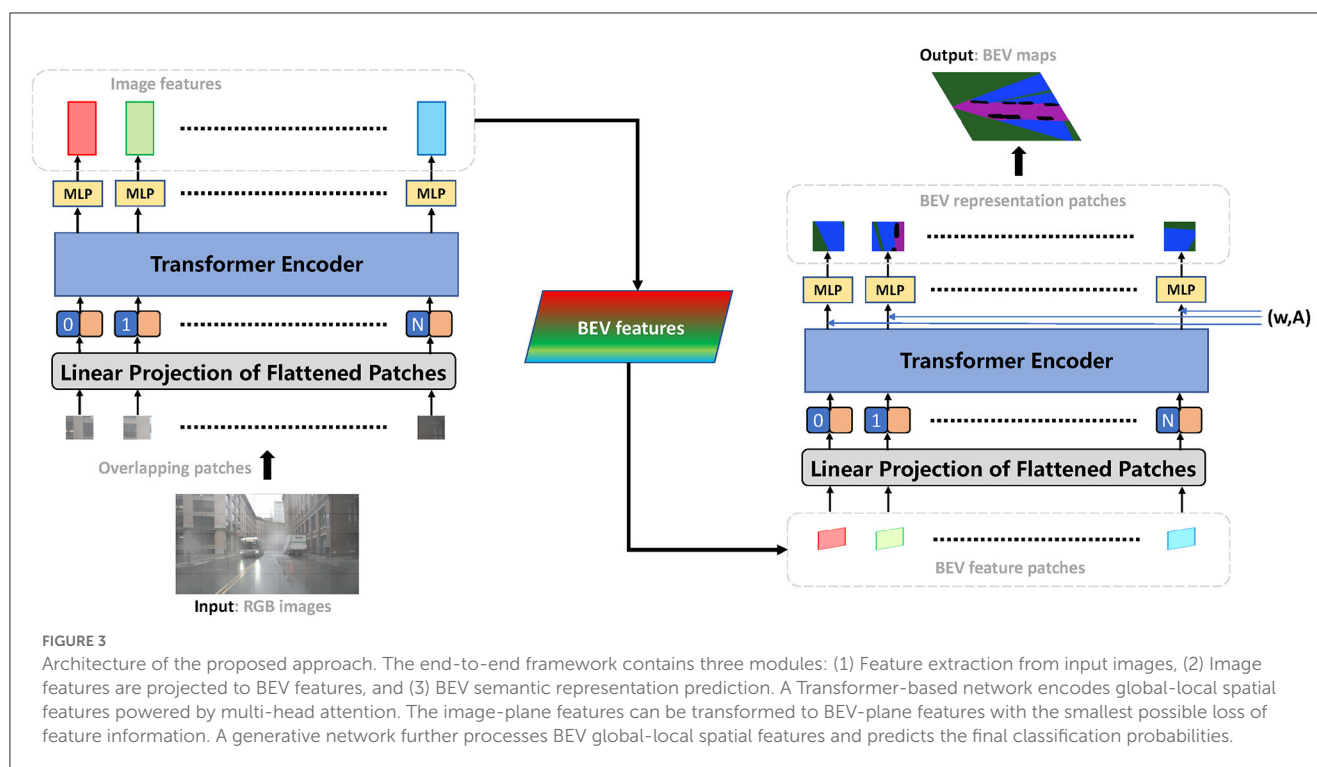 Image features
MLP
MLP
MLP
Transformer Encoder
0
1
N
Linear Projection of Flattened Patches
Overlapping patches
Input: RGB images
BEV features
Output: BEV maps
BEV representation patches
MLP
MLP
MLP
(w,A)
Transformer Encoder
0
1
N
Linear Projection of Flattened Patches
BEV feature patches
FIGURE 3
Architecture of the proposed approach. The end-to-end framework contains three modules: (1) Feature extraction from input images, (2) Image
features are projected to BEV features, and (3) BEV semantic representation prediction. A Transformer-based network encodes global-local spatial
features powered by multi-head attention. The image-plane features can be transformed to BEV-plane features with the smallest possible loss of
feature information. A generative network further processes BEV global-local spatial features and predicts the final classification probabilities.